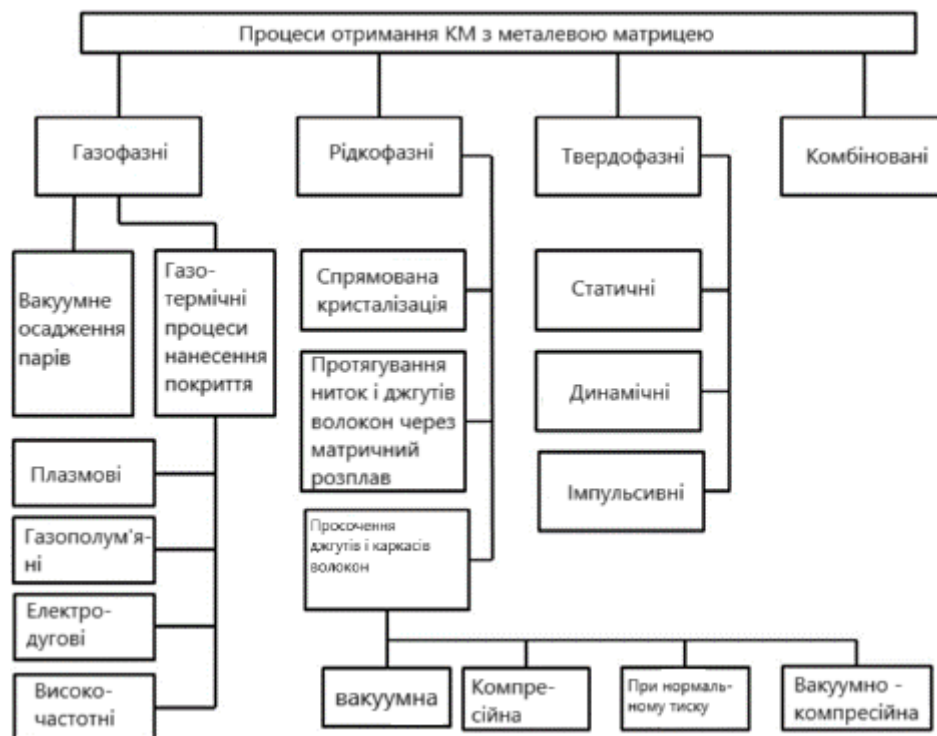 Процеси отримання КМ з металевою матрицею
Газофазні
Рідкофазні
Твердофазні
Комбіновані
Вакуумне
осадження
парів
Газо-
термічні
процеси
нанесення
покриття
Спрямована
кристалізація
Статичні
Протягування
ниток і джгутів
волокон через
матричний
розплав
Динамічні
Плазмові
Імпульсивні
Газополум'я-
ні
Просочення
джгутів і каркасів
волокон
Електро-
дугові
Високо-
частотні
вакуумна
Компре-
сійна
При нормаль-
ному тиску
Вакуумно -
компресійна